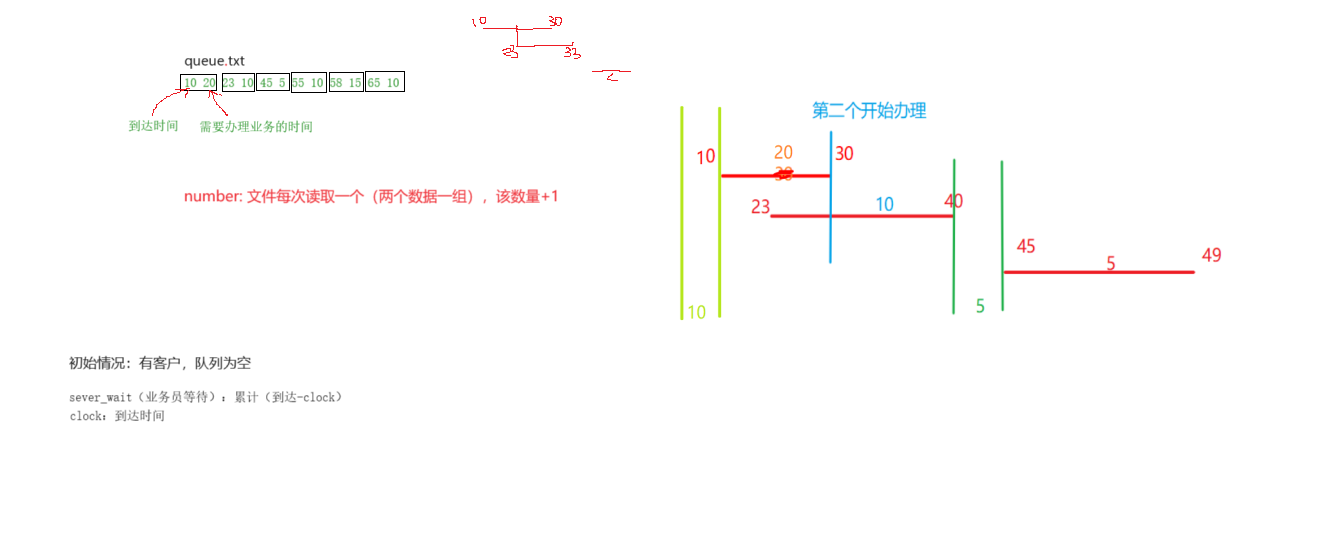 10 30
23 33
queue.txt
10 20 23 10 45 5 55 10 58 15 65 10
到达时间 需要办理业务的时间
number: 文件每次读取一个（两个数据一组），该数量+1
第二个开始办理
10 20 30
23 10 40
45 5 49
10 5
初始情况：有客户，队列为空
sever_wait（业务员等待）：累计（到达-clock）
clock：到达时间